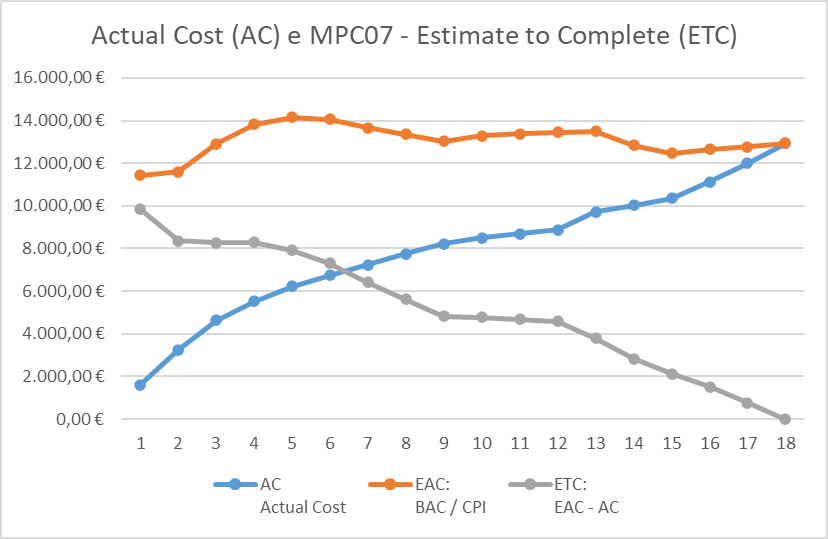 Actual Cost (AC) e MPC07 - Estimate to Complete (ETC)
16.000,00 €
14.000,00 €
12.000,00 €
10.000,00 €
8.000,00 €
6.000,00 €
4.000,00 €
2.000,00 €
0,00 €
1 2 3 4 5 6 7 8 9 10 11 12 13 14 15 16 17 18
AC EAC: ETC:
Actual Cost BAC / CPI EAC - AC